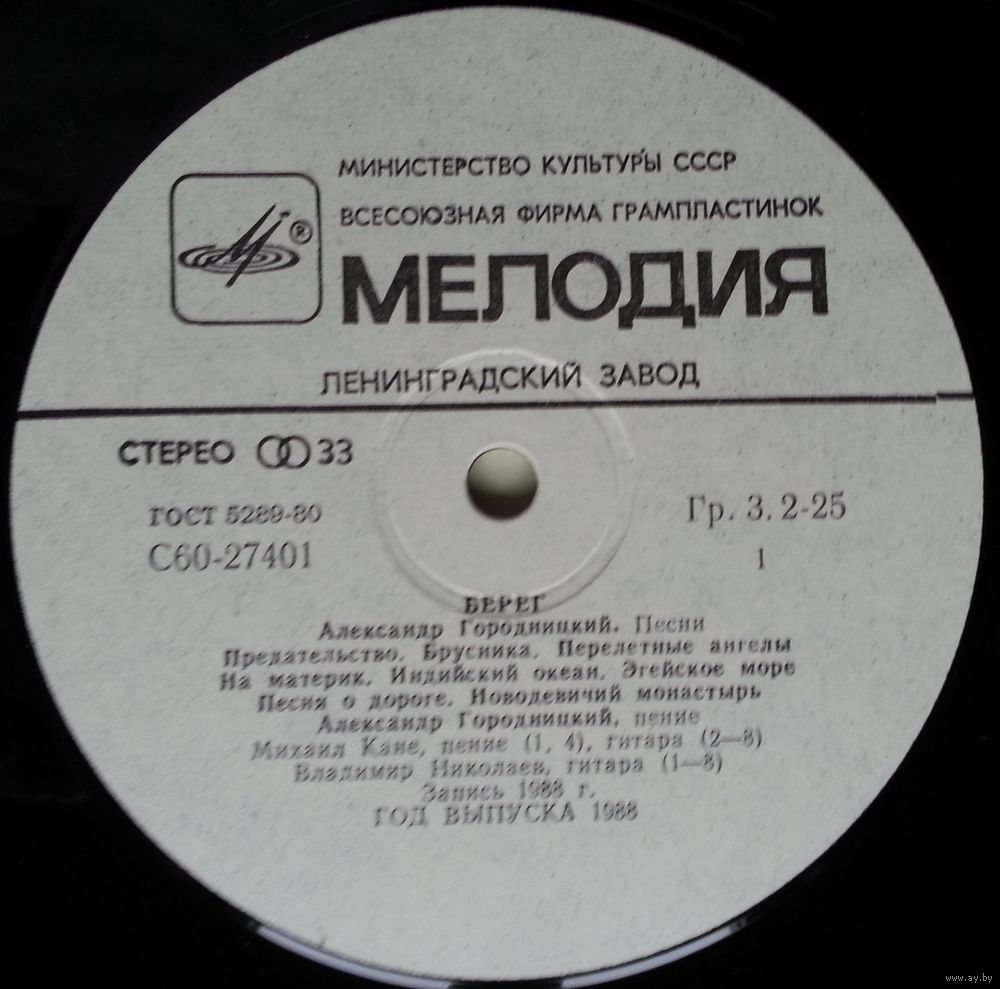 МИНИСТЕРСТВО КУЛЬТУРЫ СССР
ВСЕСОЮЗНАЯ ФИРМА ГРАМПЛАСТИНОК
®
МЕЛОДИЯ
ЛЕНИНГРАДСКИЙ ЗАВОД
СТЕРЕО 33
ГОСТ 5289-80
Гр. 3. 2-25
С60-27401
1
БЕРЕГ
Александр Городницкий. Песни
Предательство. Брусника. Перелетные ангелы
На материк. Индийский океан. Эгейское море
Песня о дороге. Новодевичий монастырь
Александр Городницкий, пение
Михаил Кане, пение (1, 4), гитара (2—8)
Владимир Николаев, гитара (1—8)
Запись 1988 г.
ГОД ВЫПУСКА 1988
www.ay.by